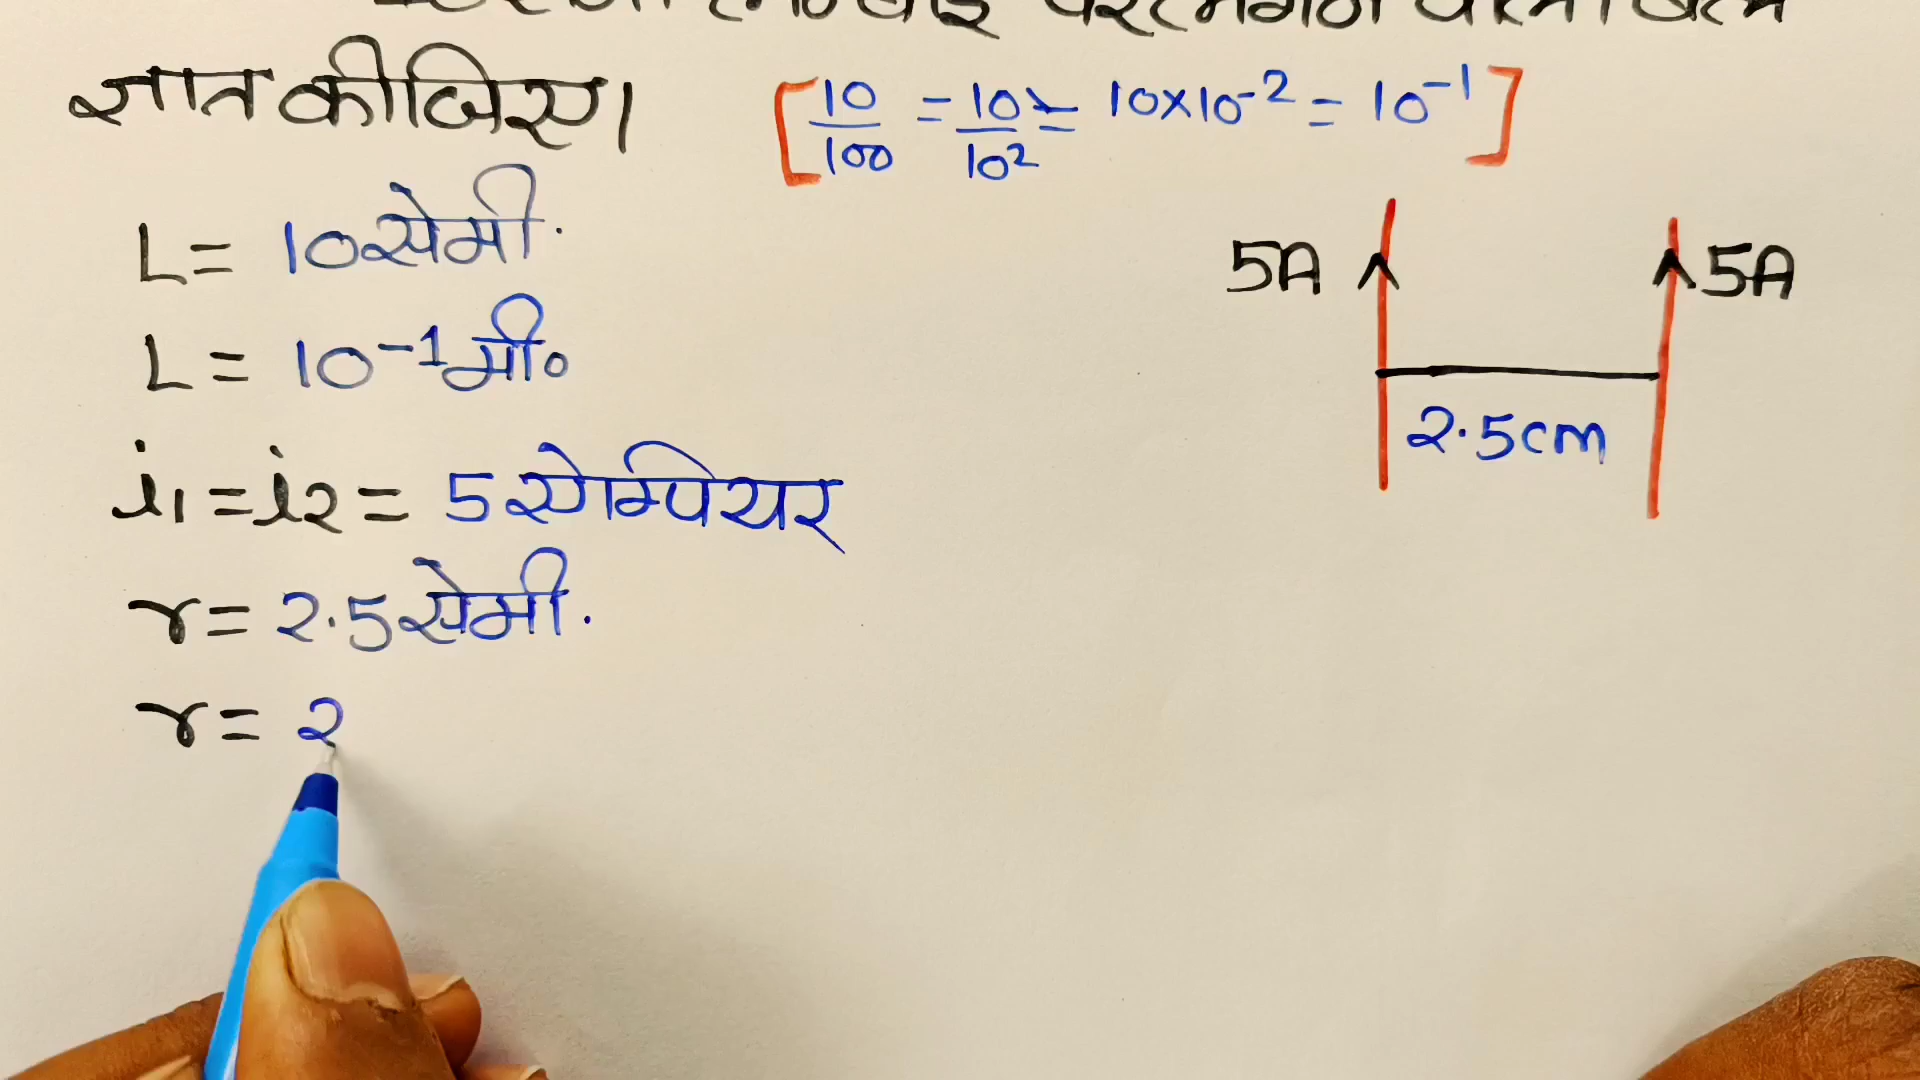 ज्ञात कीजिए।
[10/100 = 10/10² = 10×10⁻² = 10⁻¹]
L = 10 सेमी.
5A 5A
L = 10⁻¹ मी०
2.5cm
i₁ = i₂ = 5 ऐम्पियर
r = 2.5 सेमी.
r = 2